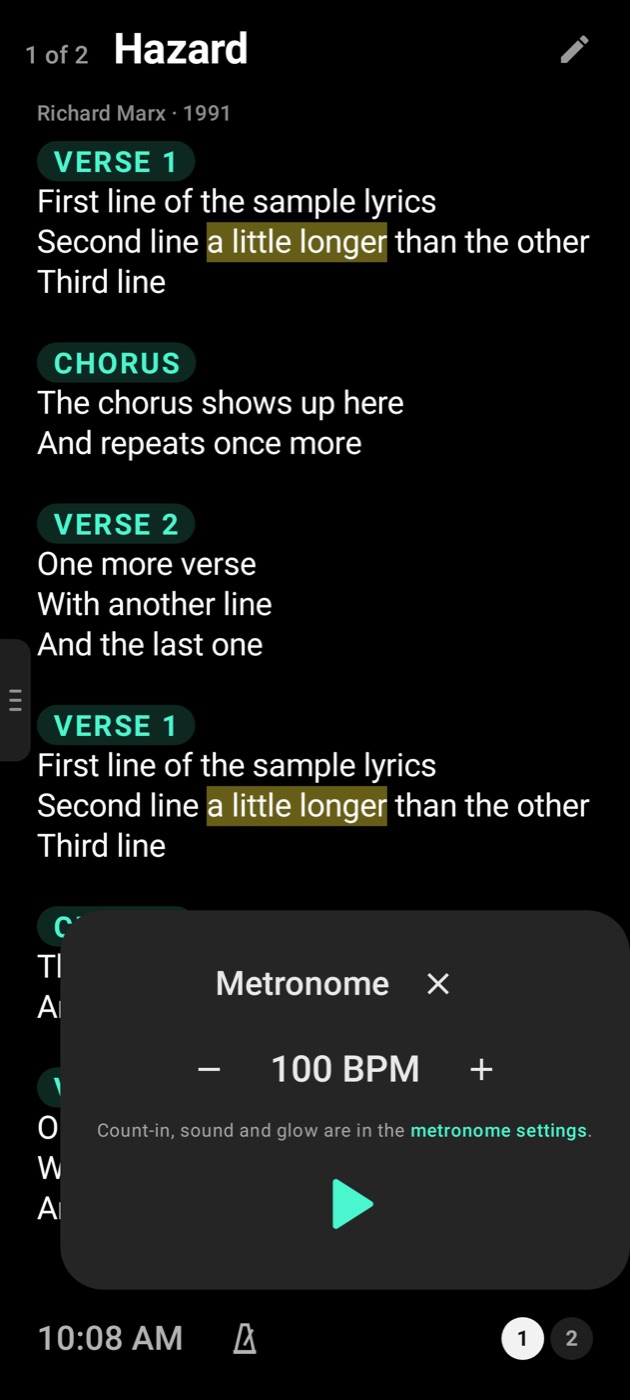 1 of 2 Hazard
Richard Marx · 1991
VERSE 1
First line of the sample lyrics
Second line a little longer than the other
Third line
CHORUS
The chorus shows up here
And repeats once more
VERSE 2
One more verse
With another line
And the last one
VERSE 1
First line of the sample lyrics
Second line a little longer than the other
Third line
Metronome
100 BPM
Count-in, sound and glow are in the metronome settings.
10:08 AM
1 2